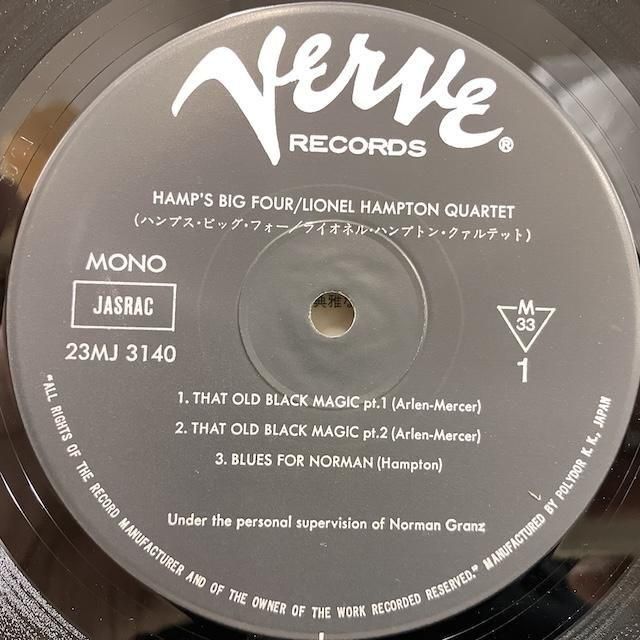 Verve
RECORDS ®
HAMP'S BIG FOUR/LIONEL HAMPTON QUARTET
(ハンプス・ビッグ・フォー/ライオネル・ハンプトン・クァルテット)
MONO
JASRAC
23MJ 3140
M
33
1
1. THAT OLD BLACK MAGIC pt.1 (Arlen-Mercer)
2. THAT OLD BLACK MAGIC pt.2 (Arlen-Mercer)
3. BLUES FOR NORMAN (Hampton)
Under the personal supervision of Norman Granz
"ALL RIGHTS OF THE RECORD MANUFACTURER AND OF THE OWNER OF THE WORK RECORDED RESERVED." MANUFACTURED BY POLYDOR K. K., JAPAN